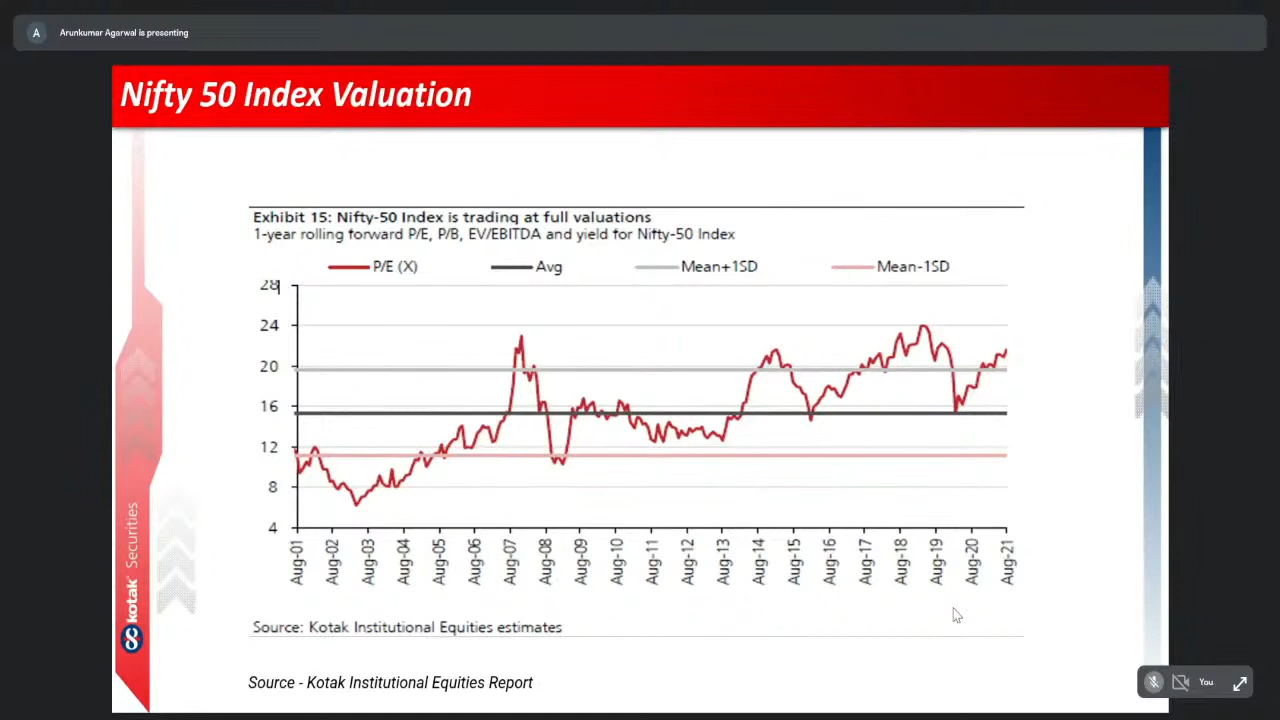 A
Arunkumar Agarwal is presenting
Nifty 50 Index Valuation
Exhibit 15: Nifty-50 Index is trading at full valuations
1-year rolling forward P/E, P/B, EV/EBITDA and yield for Nifty-50 Index
P/E (X) Avg Mean+1SD Mean-1SD
28
24
20
16
12
8
4
Aug-01 Aug-02 Aug-03 Aug-04 Aug-05 Aug-06 Aug-07 Aug-08 Aug-09 Aug-10 Aug-11 Aug-12 Aug-13 Aug-14 Aug-15 Aug-16 Aug-17 Aug-18 Aug-19 Aug-20 Aug-21
Source: Kotak Institutional Equities estimates
Source - Kotak Institutional Equities Report
kotak Securities
You